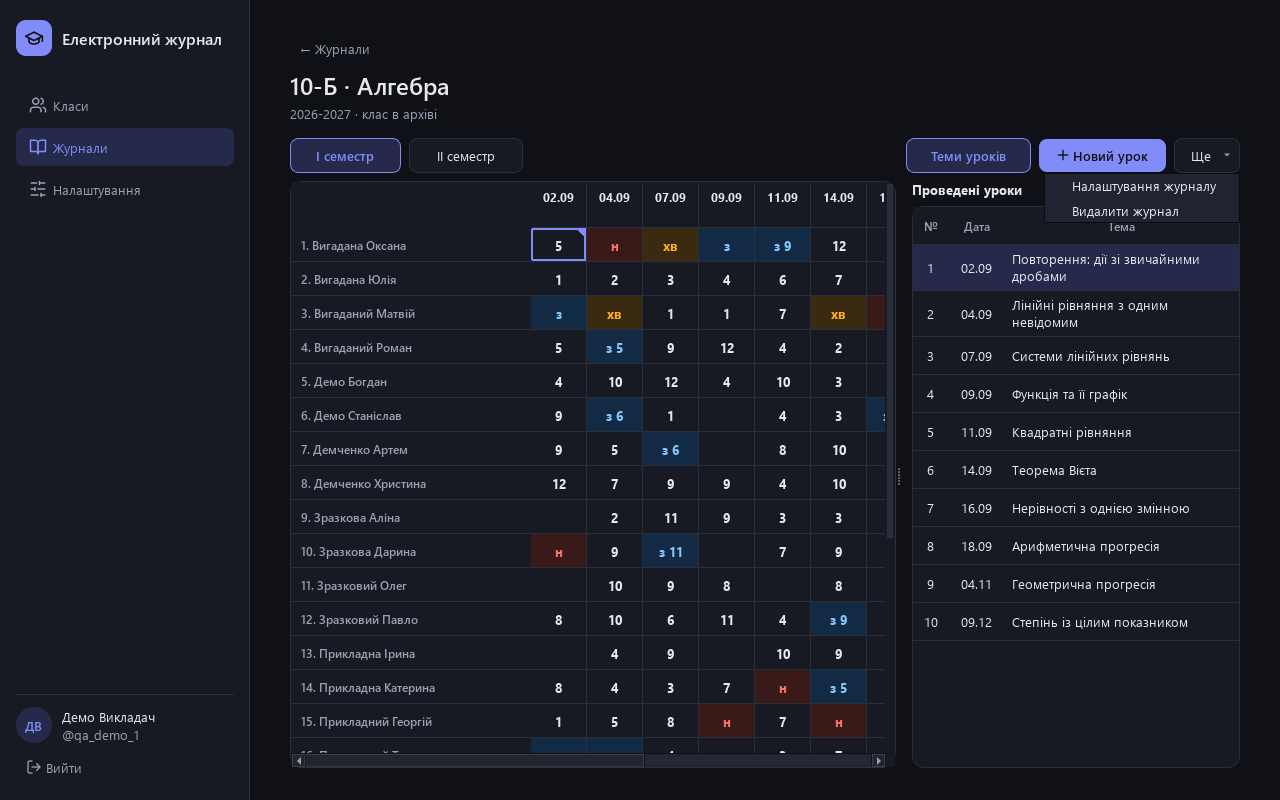 Електронний журнал
Класи
Журнали
Налаштування
Демо Викладач
ДВ
@qa_demo_1
Вийти
← Журнали
10-Б · Алгебра
2026-2027 · клас в архіві
I семестр
II семестр
Теми уроків
Новий урок
Ще
Налаштування журналу
Видалити журнал
02.09 04.09 07.09 09.09 11.09 14.09
1. Вигадана Оксана 5 н хв з з 9 12
2. Вигадана Юлія 1 2 3 4 6 7
3. Вигаданий Матвій з хв 1 1 7 хв
4. Вигаданий Роман 5 з 5 9 12 4 2
5. Демо Богдан 4 10 12 4 10 3
6. Демо Станіслав 9 з 6 1 4 3
7. Демченко Артем 9 5 з 6 8 10
8. Демченко Христина 12 7 9 9 4 10
9. Зразкова Аліна 2 11 9 3 3
10. Зразкова Дарина н 9 з 11 7 9
11. Зразковий Олег 10 9 8 8
12. Зразковий Павло 8 10 6 11 4 з 9
13. Прикладна Ірина 4 9 10 9
14. Прикладна Катерина 8 4 3 7 н з 5
15. Прикладний Георгій 1 5 8 н 7 н
Проведені уроки
№ Дата Тема
1 02.09 Повторення: дії зі звичайними
дробами
2 04.09 Лінійні рівняння з одним
невідомим
3 07.09 Системи лінійних рівнянь
4 09.09 Функція та її графік
5 11.09 Квадратні рівняння
6 14.09 Теорема Вієта
7 16.09 Нерівності з однією змінною
8 18.09 Арифметична прогресія
9 04.11 Геометрична прогресія
10 09.12 Степінь із цілим показником